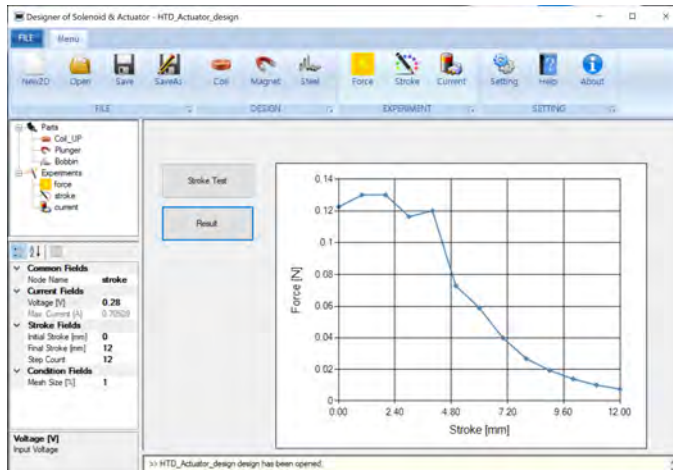 Designer of Solenoid & Actuator - HTD_Actuator_design
FILE Menu
New2D Open Save SaveAs Coil Magnet Steel Force Stroke Current Setting Help About
FILE DESIGN EXPERIMENT SETTING
Parts
Coil_UP
Plunger
Bobbin
Experiments
force
stroke
current
Common Fields
Node Name stroke
Current Fields
Voltage [V] 0.28
Max. Current [A]
Stroke Fields
Initial Stroke [mm] 0
Final Stroke [mm] 12
Step Count 12
Condition Fields
Mesh Size [%] 1
Voltage [V]
Input Voltage
Stroke Test
Result
0.14
0.12
0.1
0.08
0.06
0.04
0.02
0
Force [N]
0.00 2.40 4.80 7.20 9.60 12.00
Stroke [mm]
>> HTD_Actuator_design design has been opened.